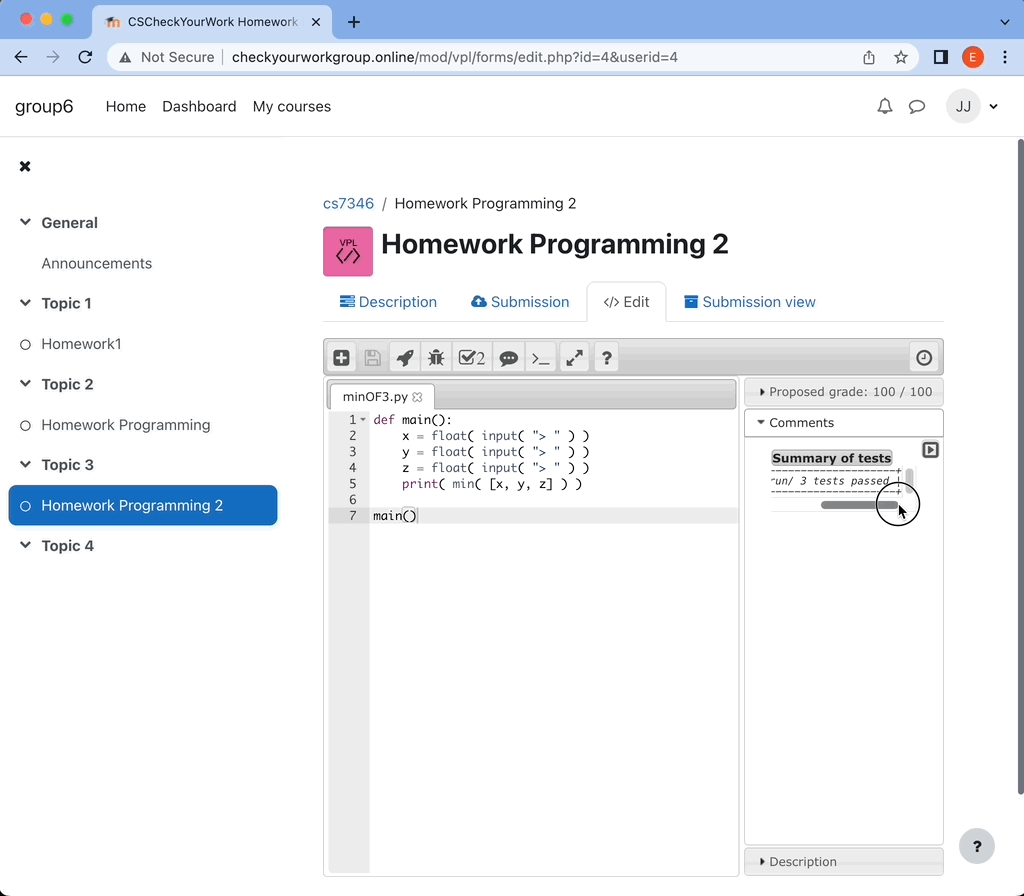 CSCheckYourWork Homework
Not Secure
checkyourworkgroup.online/mod/vpl/forms/edit.php?id=4&userid=4
E
group6 Home Dashboard My courses
JJ
General
Announcements
Topic 1
Homework1
Topic 2
Homework Programming
Topic 3
Homework Programming 2
Topic 4
cs7346 / Homework Programming 2
VPL
</>
Homework Programming 2
Description Submission </> Edit Submission view
2 >_ ?
minOF3.py
1 def main():
2 x = float( input( "> " ) )
3 y = float( input( "> " ) )
4 z = float( input( "> " ) )
5 print( min( [x, y, z] ) )
6
7 main()
Proposed grade: 100 / 100
Comments
Summary of tests
-------------------+
run/ 3 tests passed |
-------------------+
Description
?